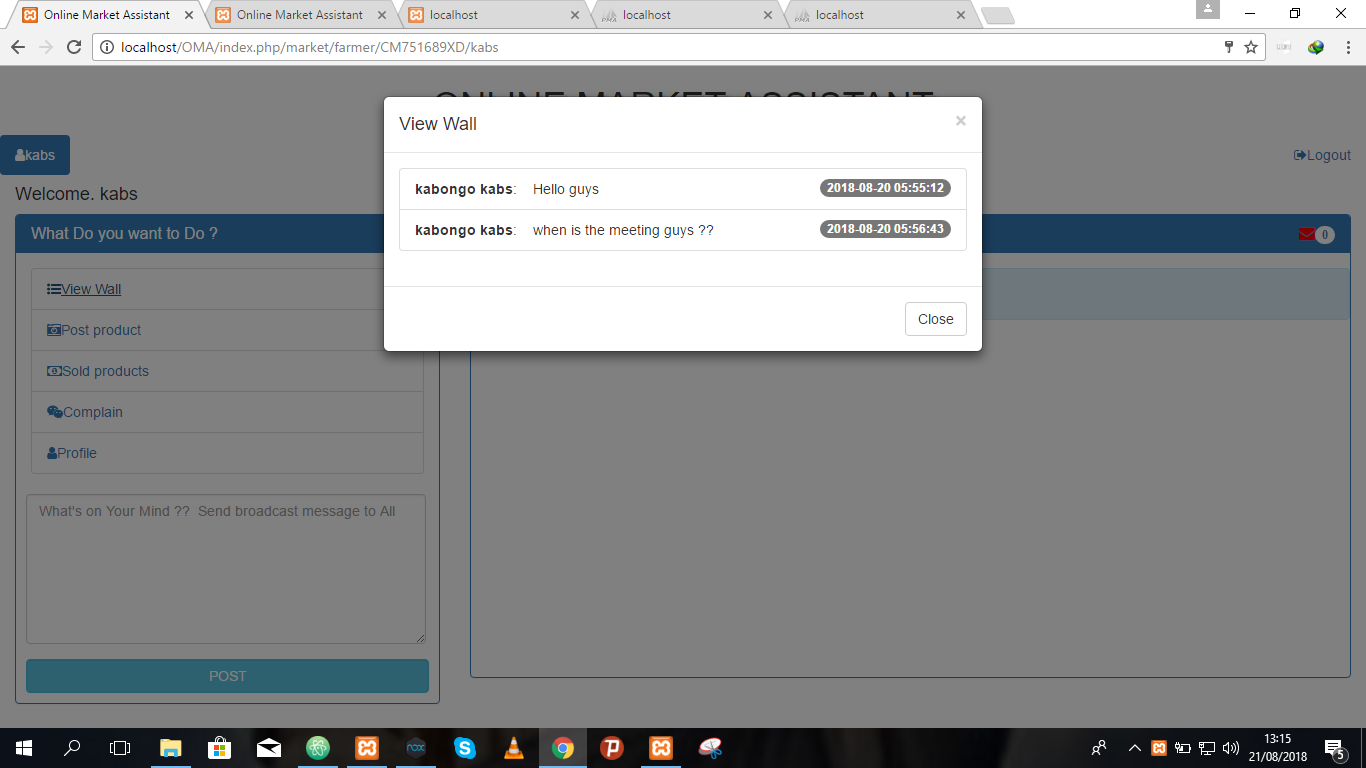 Online Market Assistant
Online Market Assistant
localhost
localhost
localhost
localhost/OMA/index.php/market/farmer/CM751689XD/kabs
ONLINE MARKET ASSISTANT
View Wall ×
kabs
Logout
kabongo kabs: Hello guys 2018-08-20 05:55:12
kabongo kabs: when is the meeting guys ?? 2018-08-20 05:56:43
Close
Welcome. kabs
What Do you want to Do ?
0
View Wall
Post product
Sold products
Complain
Profile
What's on Your Mind ??  Send broadcast message to All
POST
nox
13:15
21/08/2018
5